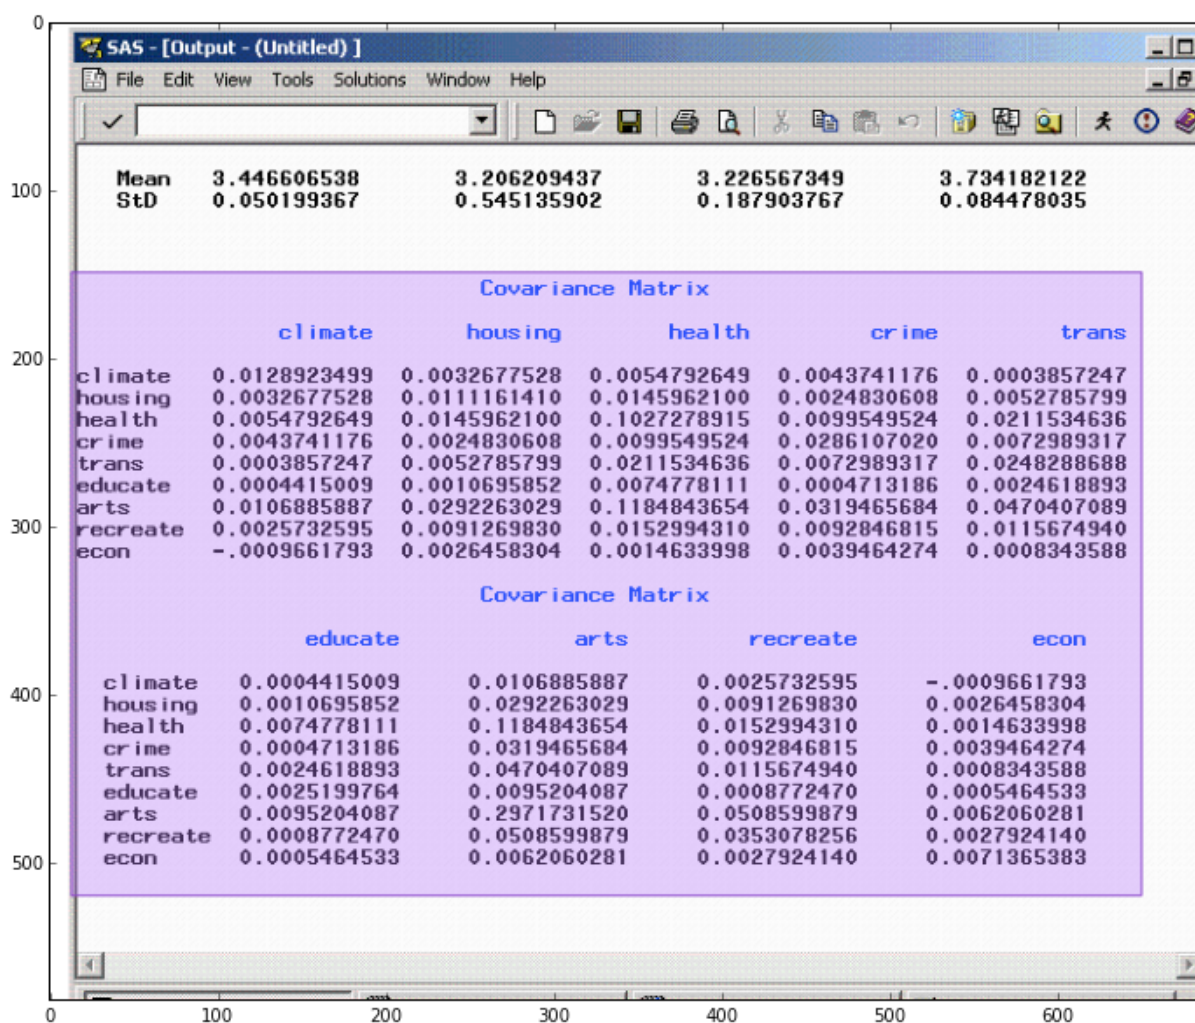 0
SAS - [Output - (Untitled) ]
File Edit View Tools Solutions Window Help
100
Mean 3.446606538 3.206209437 3.226567349 3.734182122
StD 0.050199367 0.545135902 0.187903767 0.084478035
Covariance Matrix
climate housing health crime trans
200
climate 0.0128923499 0.0032677528 0.0054792649 0.0043741176 0.0003857247
housing 0.0032677528 0.0111161410 0.0145962100 0.0024830608 0.0052785799
health 0.0054792649 0.0145962100 0.1027278915 0.0099549524 0.0211534636
crime 0.0043741176 0.0024830608 0.0099549524 0.0286107020 0.0072989317
trans 0.0003857247 0.0052785799 0.0211534636 0.0072989317 0.0248288688
educate 0.0004415009 0.0010695852 0.0074778111 0.0004713186 0.0024618893
arts 0.0106885887 0.0292263029 0.1184843654 0.0319465684 0.0470407089
300
recreate 0.0025732595 0.0091269830 0.0152994310 0.0092846815 0.0115674940
econ -.0009661793 0.0026458304 0.0014633998 0.0039464274 0.0008343588
Covariance Matrix
educate arts recreate econ
400
climate 0.0004415009 0.0106885887 0.0025732595 -.0009661793
housing 0.0010695852 0.0292263029 0.0091269830 0.0026458304
health 0.0074778111 0.1184843654 0.0152994310 0.0014633998
crime 0.0004713186 0.0319465684 0.0092846815 0.0039464274
trans 0.0024618893 0.0470407089 0.0115674940 0.0008343588
educate 0.0025199764 0.0095204087 0.0008772470 0.0005464533
arts 0.0095204087 0.2971731520 0.0508599879 0.0062060281
recreate 0.0008772470 0.0508599879 0.0353078256 0.0027924140
econ 0.0005464533 0.0062060281 0.0027924140 0.0071365383
500
0 100 200 300 400 500 600